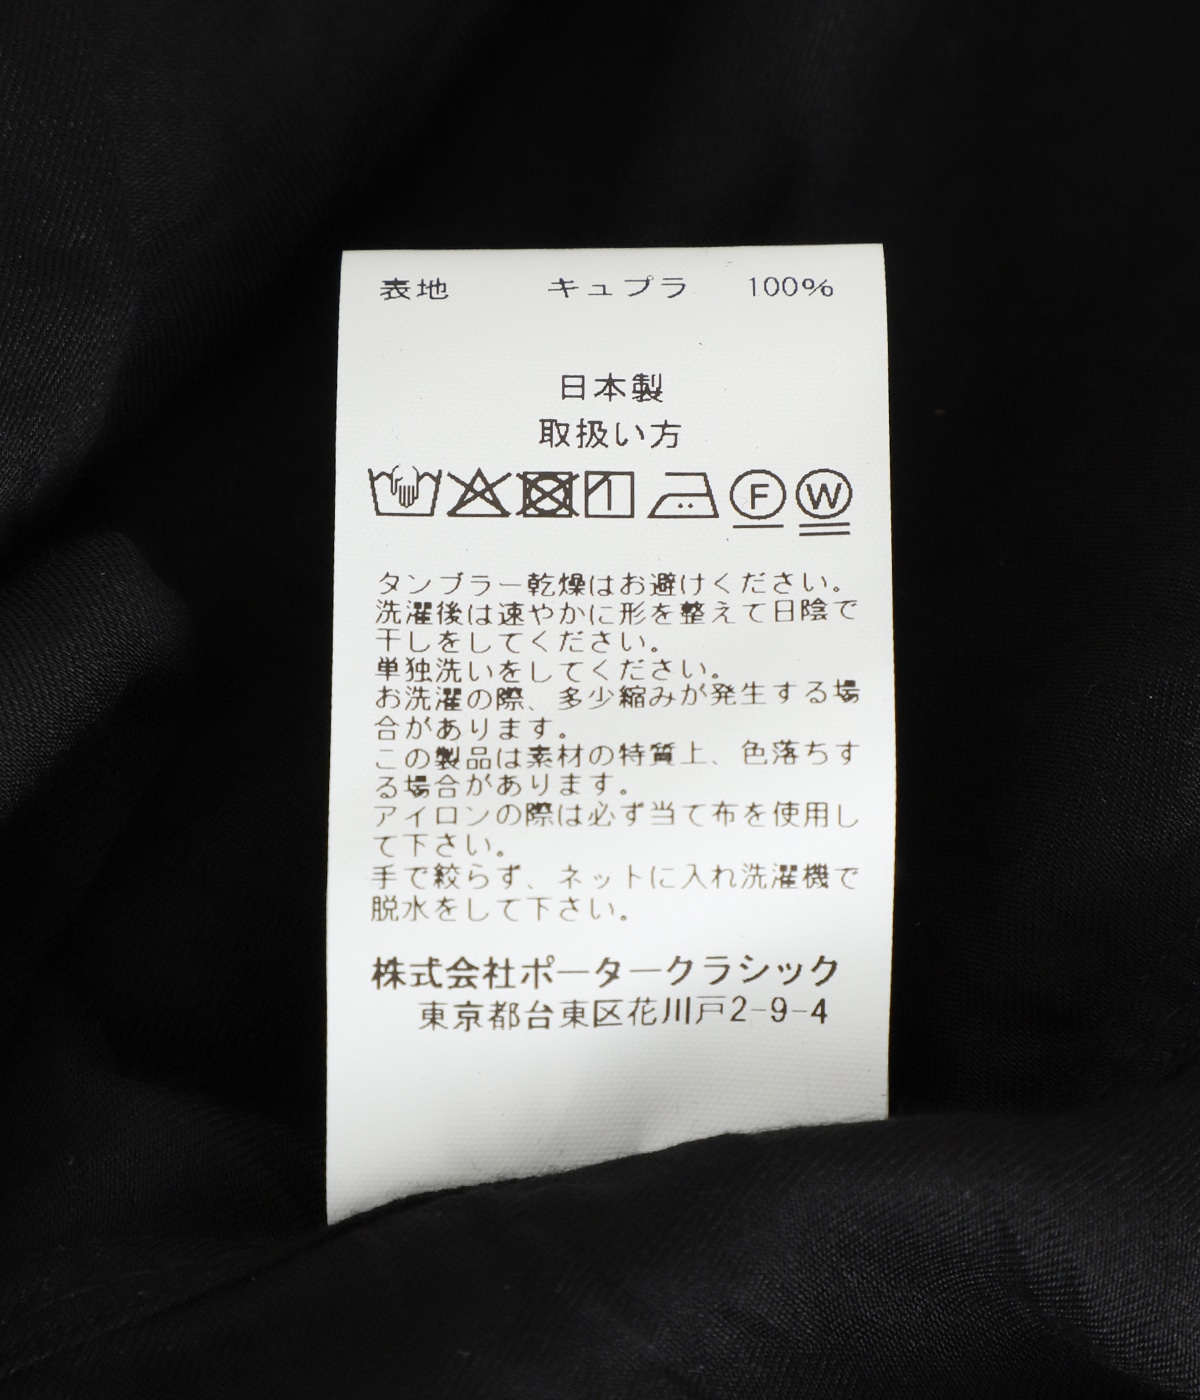 表地 キュプラ 100%
日本製
取扱い方
F W
タンブラー乾燥はお避けください。
洗濯後は速やかに形を整えて日陰で
干しをしてください。
単独洗いをしてください。
お洗濯の際、多少縮みが発生する場
合があります。
この製品は素材の特質上、色落ちす
る場合があります。
アイロンの際は必ず当て布を使用し
て下さい。
手で絞らず、ネットに入れ洗濯機で
脱水をして下さい。
株式会社ポータークラシック
東京都台東区花川戸2-9-4